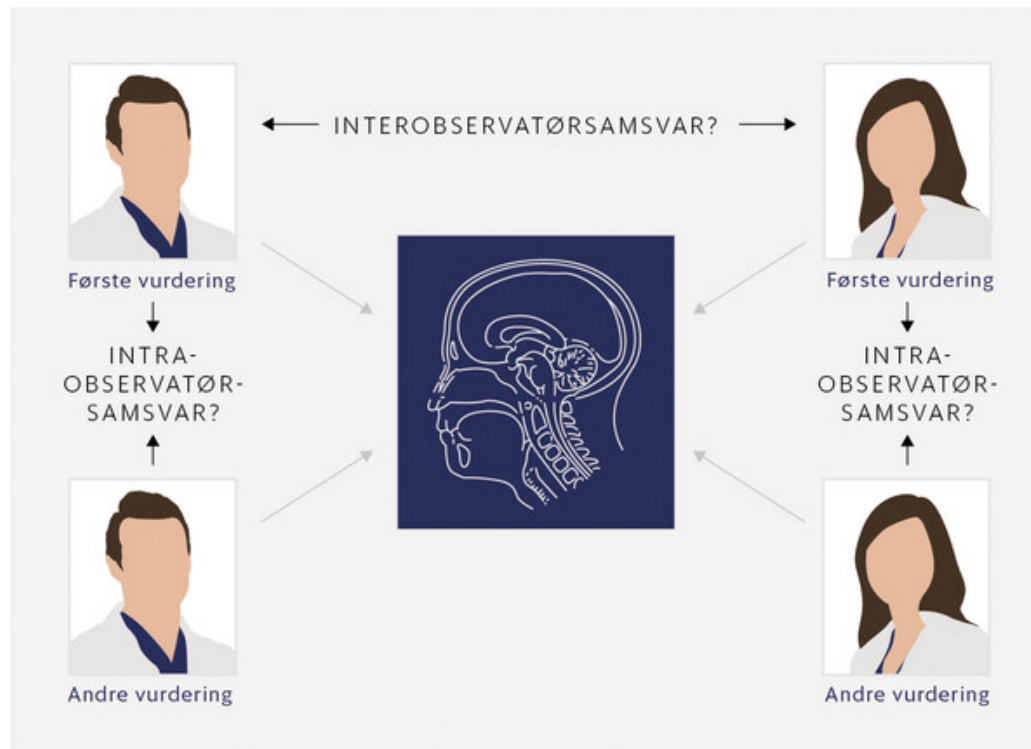 INTEROBSERVATØRSAMSVAR?
Første vurdering
Første vurdering
INTRA-
OBSERVATØR-
SAMSVAR?
INTRA-
OBSERVATØR-
SAMSVAR?
Andre vurdering
Andre vurdering